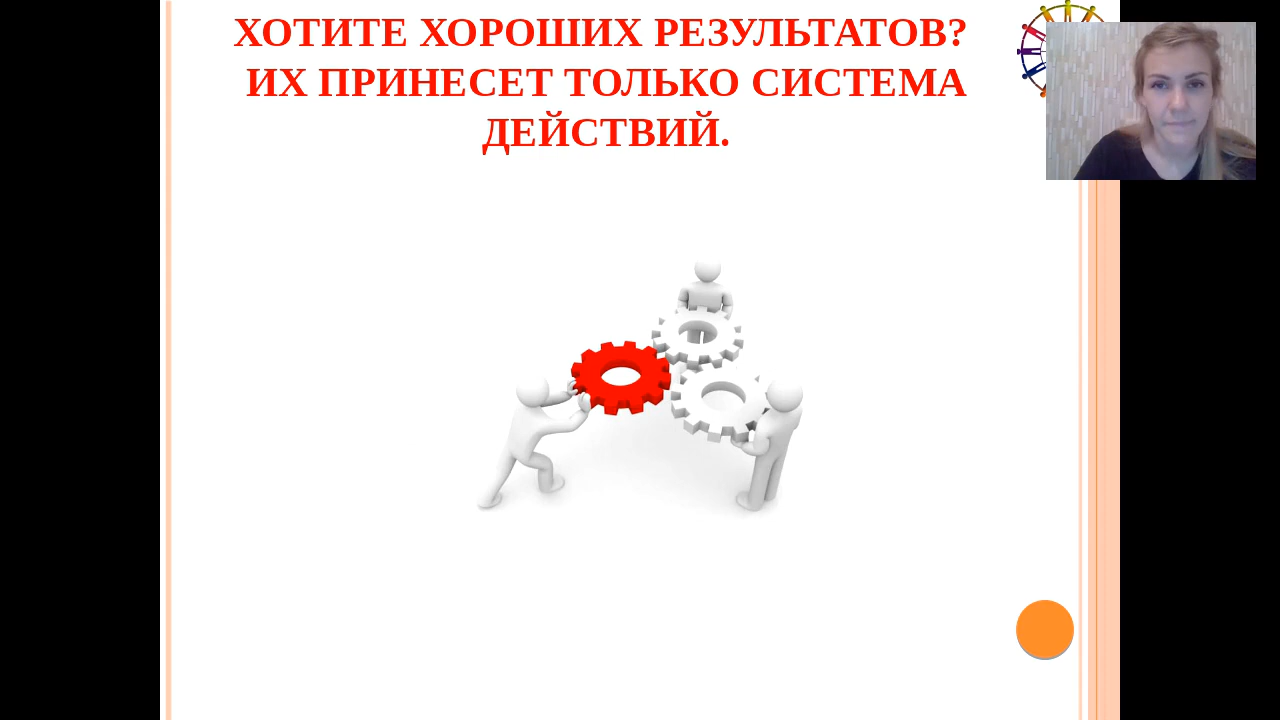 ХОТИТЕ ХОРОШИХ РЕЗУЛЬТАТОВ?
ИХ ПРИНЕСЕТ ТОЛЬКО СИСТЕМА
ДЕЙСТВИЙ.